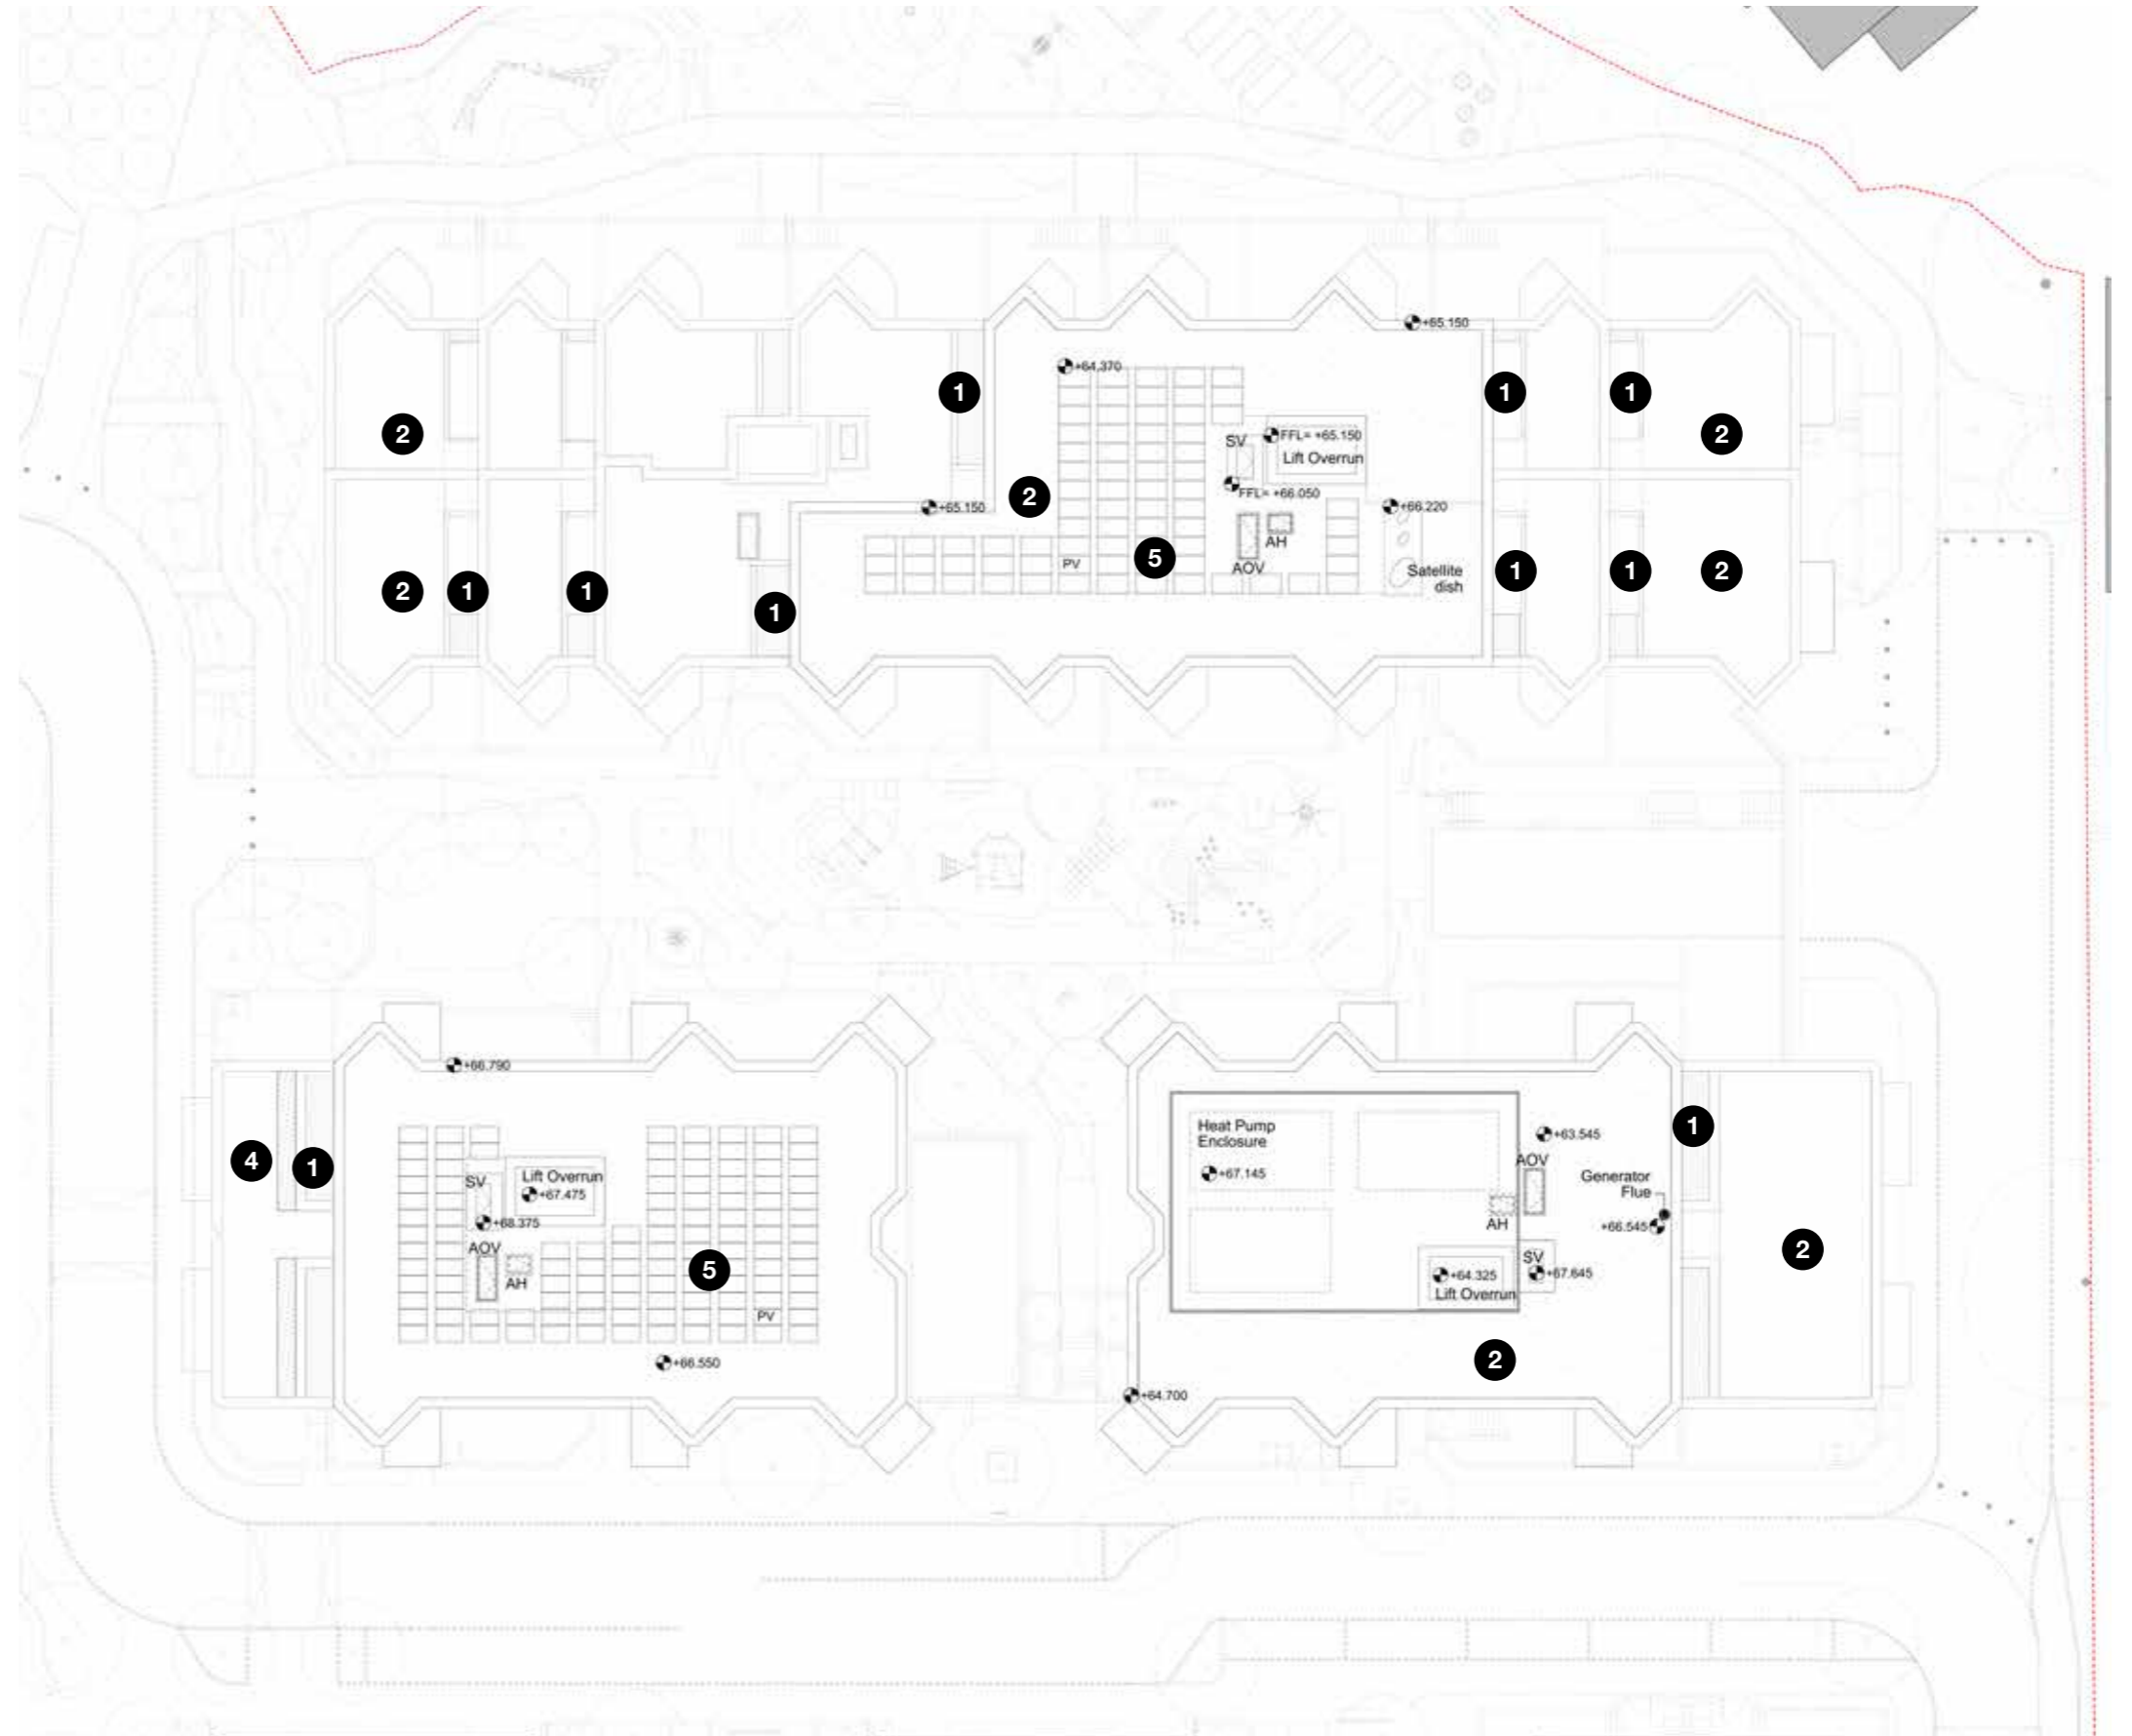 +65.150
+64.370
1
1
1
2
2
SV
FFL= +65.150
Lift Overrun
FFL= +66.050
2
+65.150
+66.220
AH
AOV
PV
5
Satellite
dish
1
1
2
2
1
1
1
+66.790
4
1
Lift Overrun
+67.475
SV
+68.375
AOV
AH
5
PV
+66.550
Heat Pump
Enclosure
+67.145
+63.545
AOV
Generator
Flue
+66.545
AH
SV
+67.645
+64.325
Lift Overrun
1
2
2
+64.700